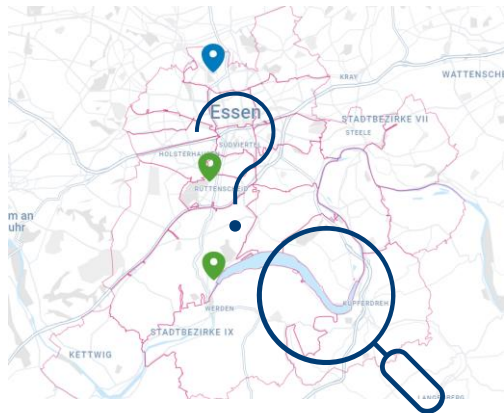 KRAY
WATTENSCHE
Essen
STADTBEZIRKE VII
STEELE
SÜDVIERTEL
HOLSTERHAUSEN
RÜTTENSCHEID
m an
uhr
WERDEN
KUPFERDREH
STADTBEZIRKE IX
KETTWIG